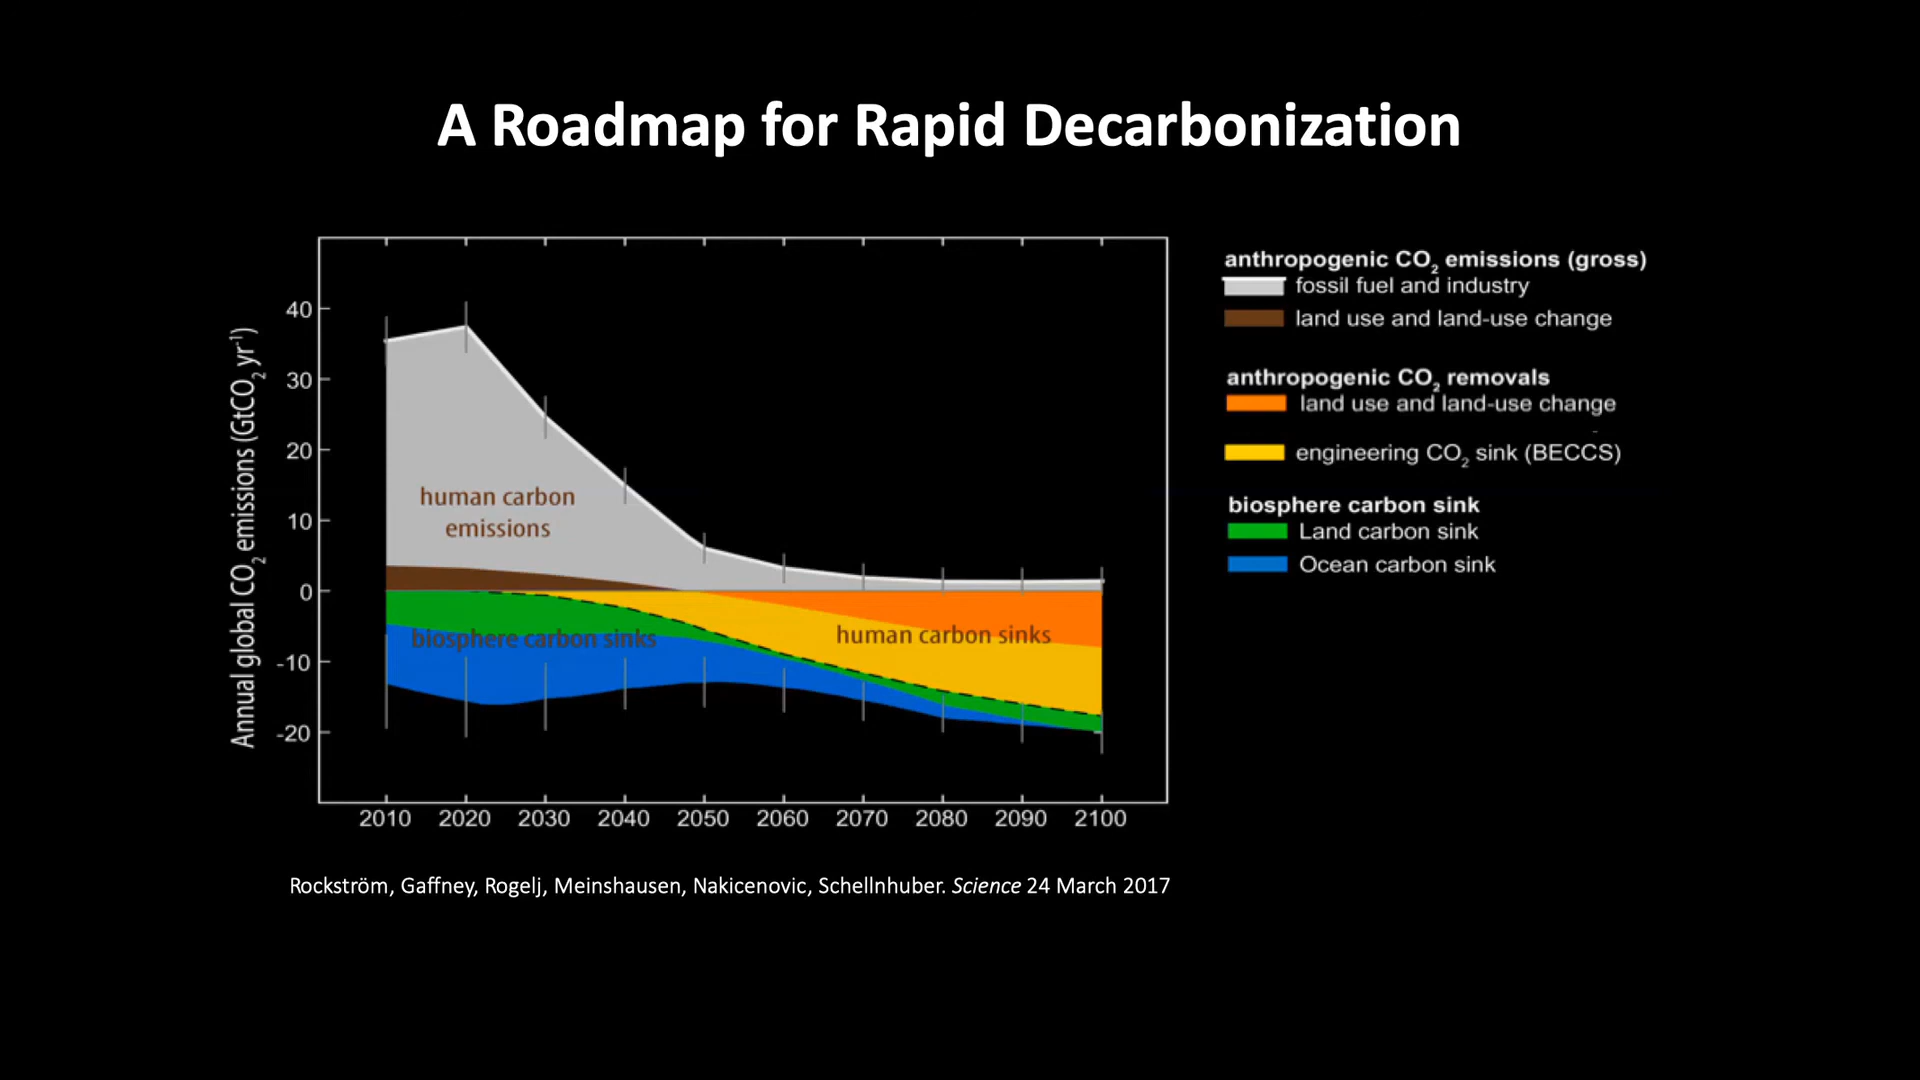 A Roadmap for Rapid Decarbonization
Annual global CO2 emissions (GtCO2 yr-1)
40
30
20
10
0
-10
-20
human carbon
emissions
biosphere carbon sinks
human carbon sinks
2010 2020 2030 2040 2050 2060 2070 2080 2090 2100
anthropogenic CO2 emissions (gross)
fossil fuel and industry
land use and land-use change
anthropogenic CO2 removals
land use and land-use change
engineering CO2 sink (BECCS)
biosphere carbon sink
Land carbon sink
Ocean carbon sink
Rockström, Gaffney, Rogelj, Meinshausen, Nakicenovic, Schellnhuber. Science 24 March 2017